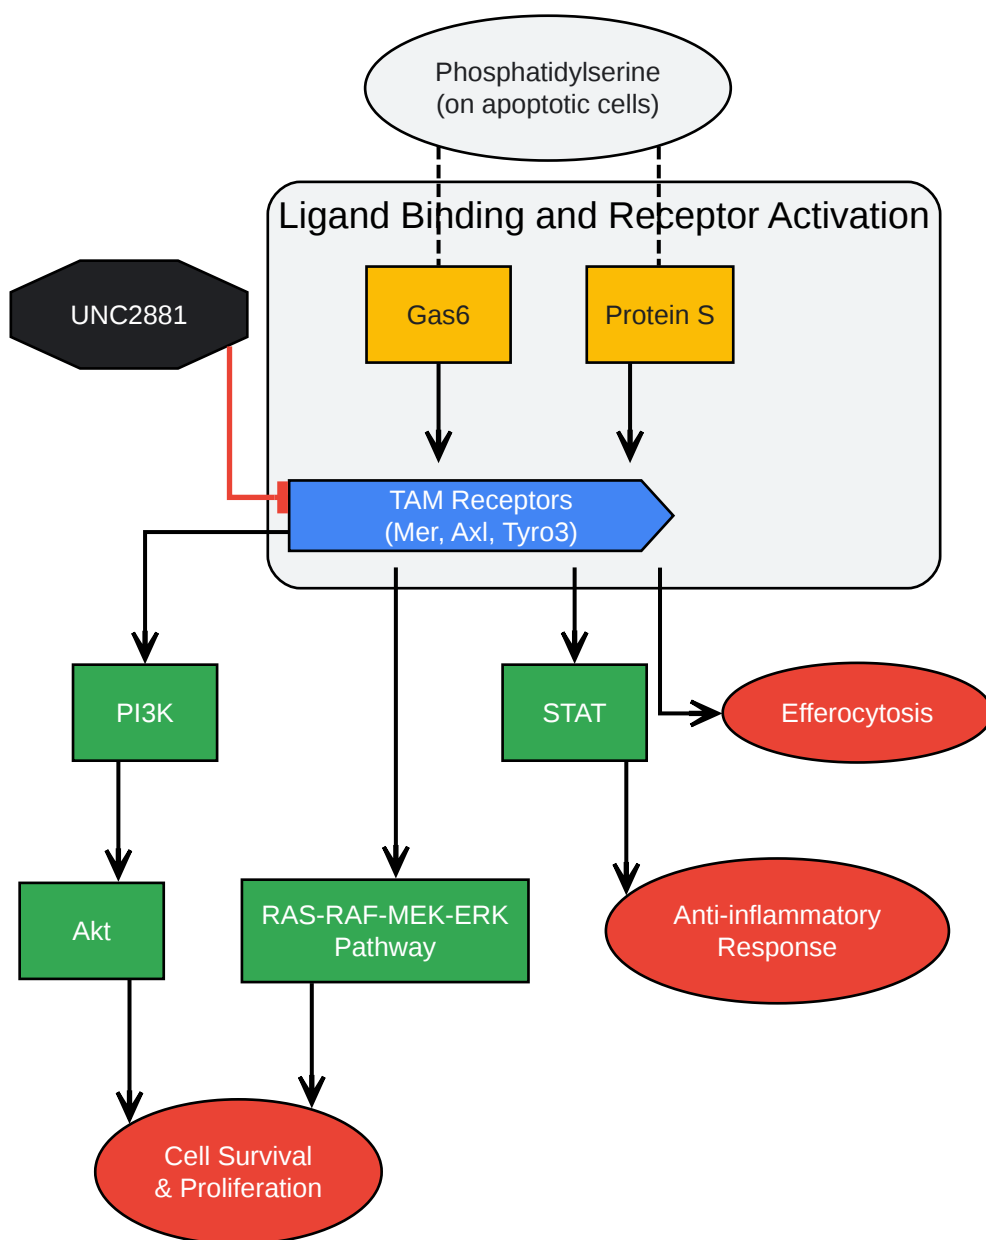 Phosphatidylserine
(on apoptotic cells)
Ligand Binding and Receptor Activation
UNC2881
Gas6
Protein S
TAM Receptors
(Mer, Axl, Tyro3)
PI3K
STAT
Efferocytosis
Akt
RAS-RAF-MEK-ERK
Pathway
Anti-inflammatory
Response
Cell Survival
& Proliferation